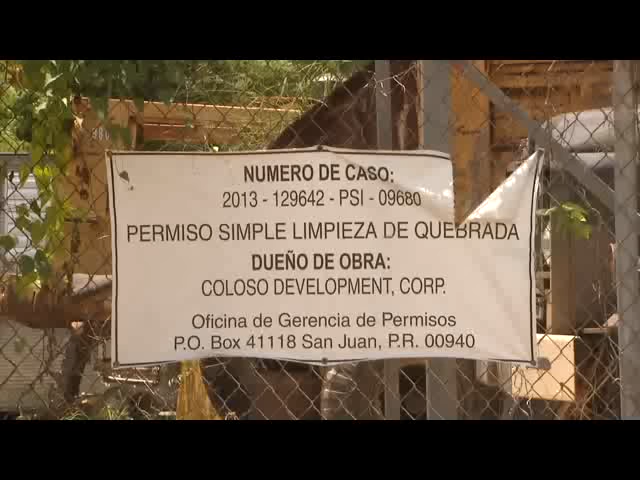 NUMERO DE CASO:
2013 - 129642 - PSI - 09680
PERMISO SIMPLE LIMPIEZA DE QUEBRADA
DUEÑO DE OBRA:
COLOSO DEVELOPMENT, CORP.
Oficina de Gerencia de Permisos
P.O. Box 41118 San Juan, P.R. 00940